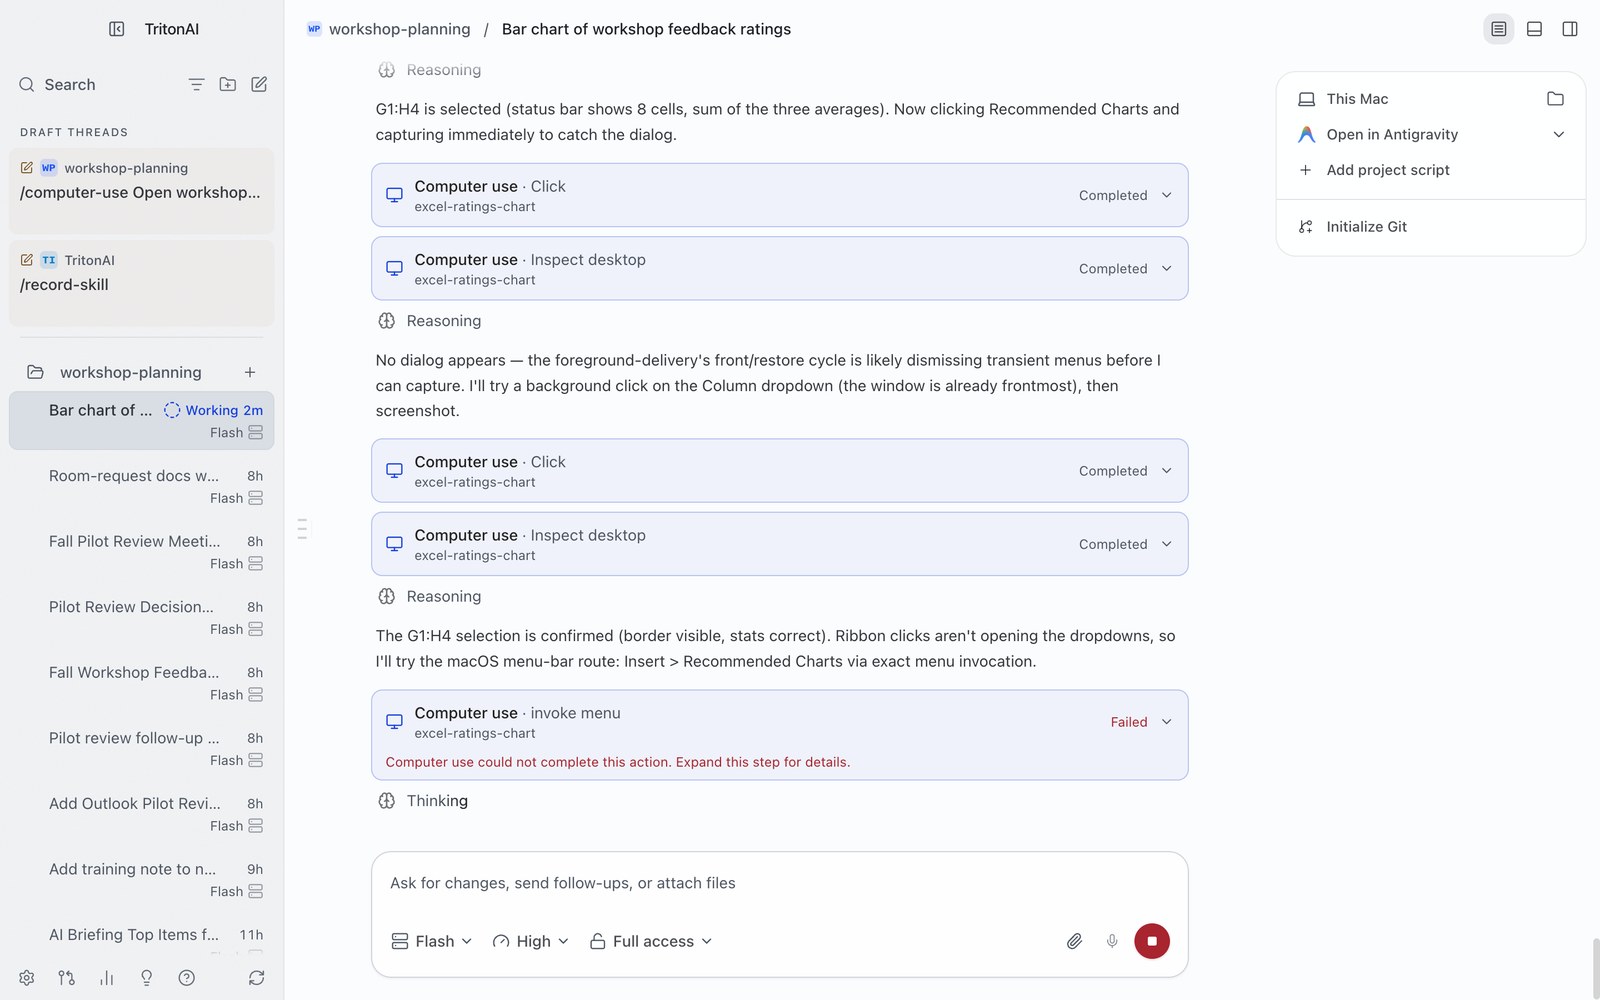 TritonAI
Search
DRAFT THREADS
WP workshop-planning
/computer-use Open workshop...
TI TritonAI
/record-skill
workshop-planning
Bar chart of ... Working 2m
Flash
Room-request docs w... 8h
Flash
Fall Pilot Review Meeti... 8h
Flash
Pilot Review Decision... 8h
Flash
Fall Workshop Feedba... 8h
Flash
Pilot review follow-up ... 8h
Flash
Add Outlook Pilot Revi... 8h
Flash
Add training note to n... 9h
Flash
AI Briefing Top Items f... 11h
Flash
WP workshop-planning / Bar chart of workshop feedback ratings
Reasoning
G1:H4 is selected (status bar shows 8 cells, sum of the three averages). Now clicking Recommended Charts and
capturing immediately to catch the dialog.
Computer use · Click
excel-ratings-chart
Completed
Computer use · Inspect desktop
excel-ratings-chart
Completed
Reasoning
No dialog appears — the foreground-delivery's front/restore cycle is likely dismissing transient menus before I
can capture. I'll try a background click on the Column dropdown (the window is already frontmost), then
screenshot.
Computer use · Click
excel-ratings-chart
Completed
Computer use · Inspect desktop
excel-ratings-chart
Completed
Reasoning
The G1:H4 selection is confirmed (border visible, stats correct). Ribbon clicks aren't opening the dropdowns, so
I'll try the macOS menu-bar route: Insert > Recommended Charts via exact menu invocation.
Computer use · invoke menu
excel-ratings-chart
Failed
Computer use could not complete this action. Expand this step for details.
Thinking
Ask for changes, send follow-ups, or attach files
Flash High Full access
This Mac
Open in Antigravity
Add project script
Initialize Git